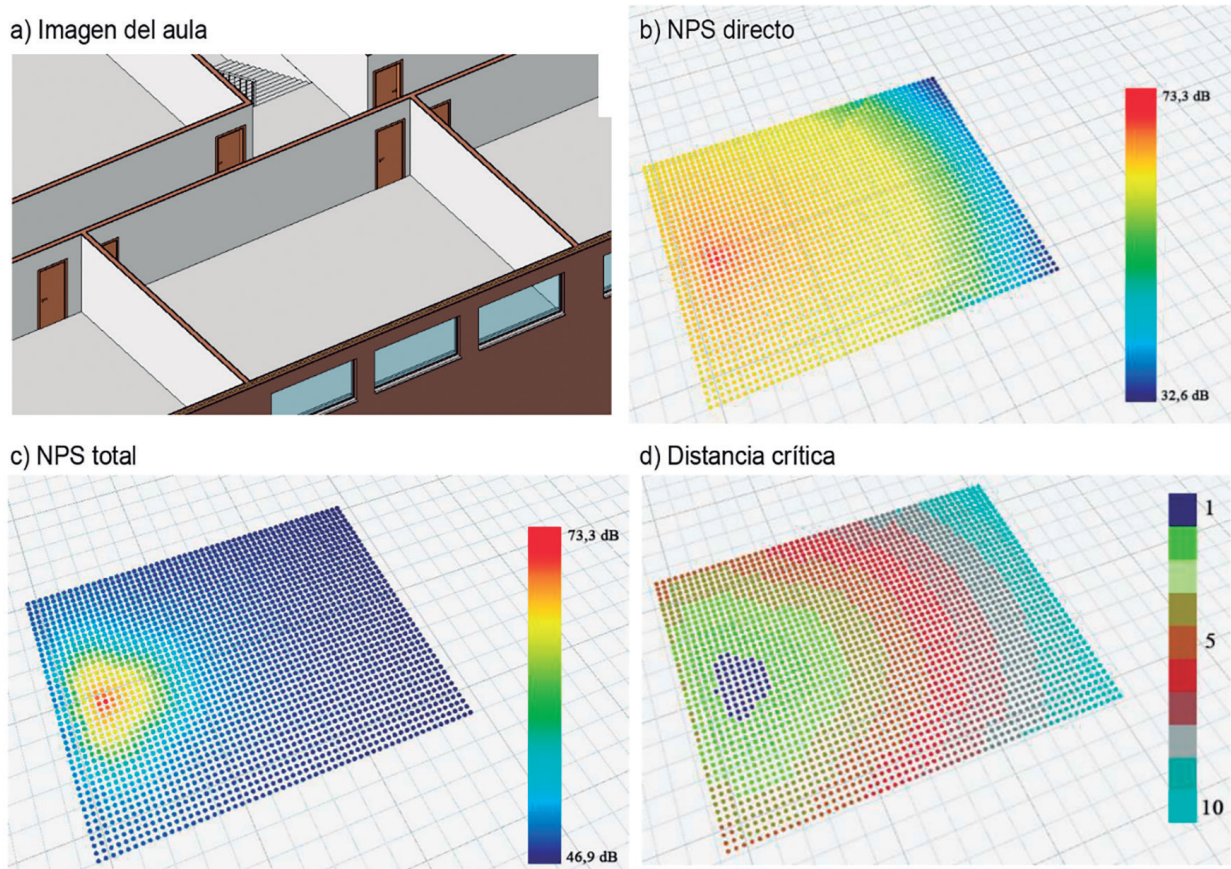 a) Imagen del aula
b) NPS directo
73,3 dB
32,6 dB
c) NPS total
73,3 dB
46,9 dB
d) Distancia crítica
1
5
10